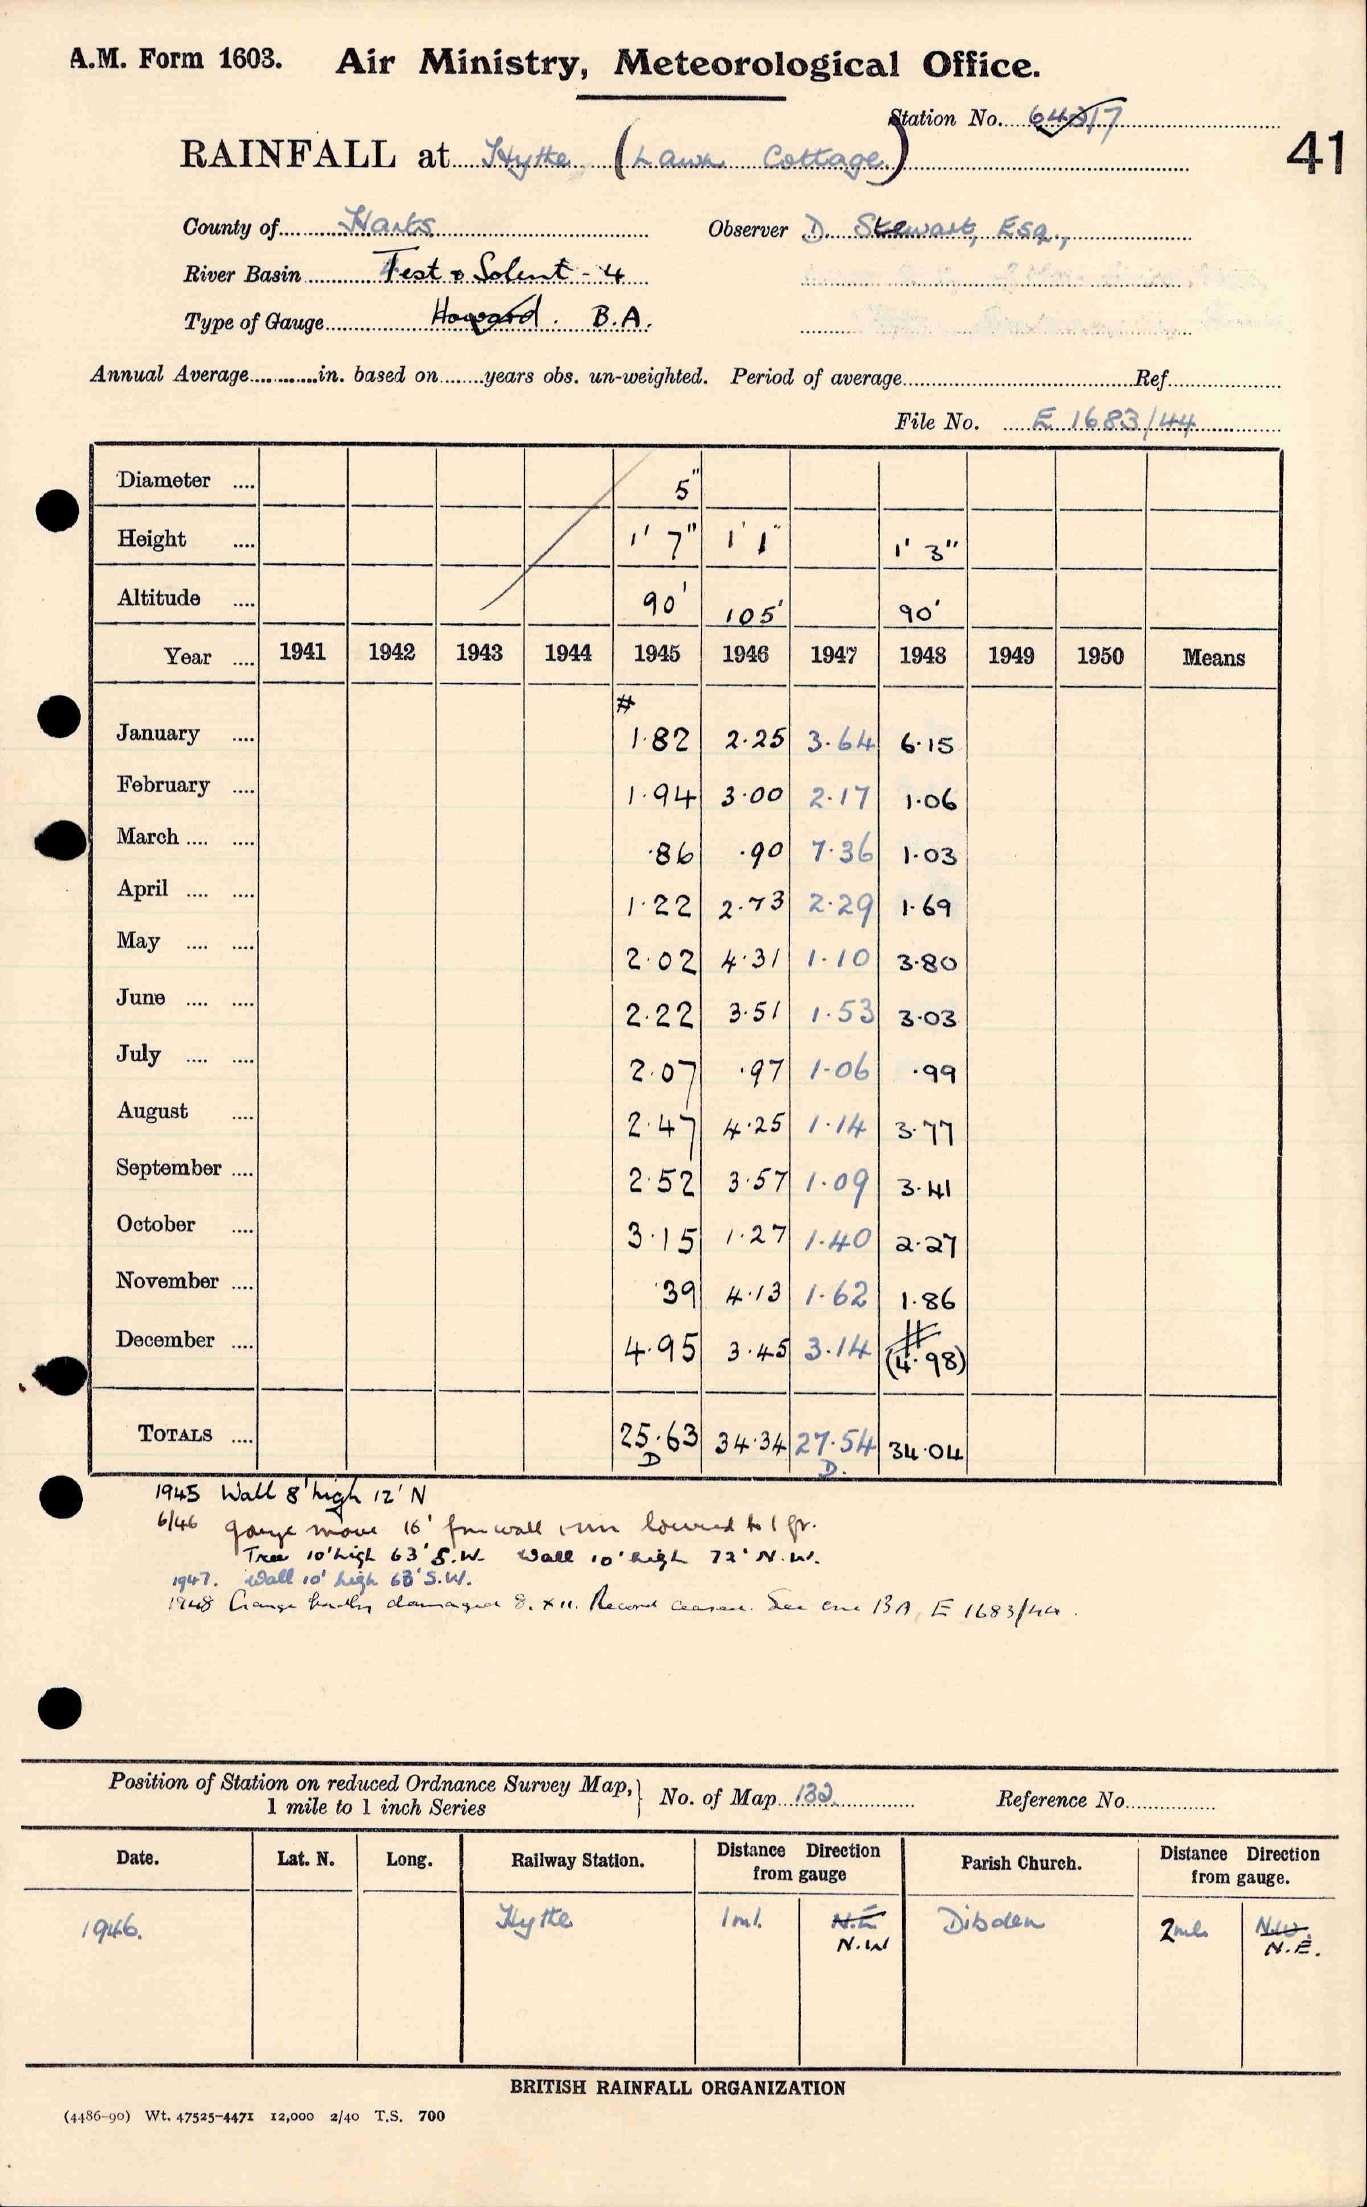 A.M. Form 1603. Air Ministry, Meteorological Office.
Station No. 64317
41
RAINFALL at Hythe (Lawn Cottage)
County of Hants Observer D. Stewart, Esq.,
River Basin Test & Solent - 4
Type of Gauge Howard. B.A.
Annual Average in. based on years obs. un-weighted. Period of average Ref
File No. E 1683/44
Diameter 5"
Height 1' 7" 1' 1" 1' 3"
Altitude 90' 105' 90'
Year 1941 1942 1943 1944 1945 1946 1947 1948 1949 1950 Means
#
January 1.82 2.25 3.64 6.15
February 1.94 3.00 2.17 1.06
March .86 .90 7.36 1.03
April 1.22 2.73 2.29 1.69
May 2.02 4.31 1.10 3.80
June 2.22 3.51 1.53 3.03
July 2.07 .97 1.06 .99
August 2.47 4.25 1.14 3.77
September 2.52 3.57 1.09 3.41
October 3.15 1.27 1.40 2.27
November .39 4.13 1.62 1.86
December 4.95 3.45 3.14 (4.98)
TOTALS 25.63 34.34 27.54 34.04
D D.
1945 Wall 8' high 12' N
6/46 gauge move 16' from wall rim lowered to 1 ft.
Tree 10' high 63' S.W. Wall 10' high 72' N.W.
1947. Wall 10' high 63' S.W.
1948 Gauge badly damaged 8. XII. Record ceased. See BA, E 1683/44.
Position of Station on reduced Ordnance Survey Map, 1 mile to 1 inch Series No. of Map 132 Reference No
Date. Lat. N. Long. Railway Station. Distance Direction from gauge Parish Church. Distance Direction from gauge.
1946. Hythe 1 ml. N.E Dibden 2 mls N.W.
N.W N.E.
BRITISH RAINFALL ORGANIZATION
(4486-90) Wt. 47525-4471 12,000 2/40 T.S. 700